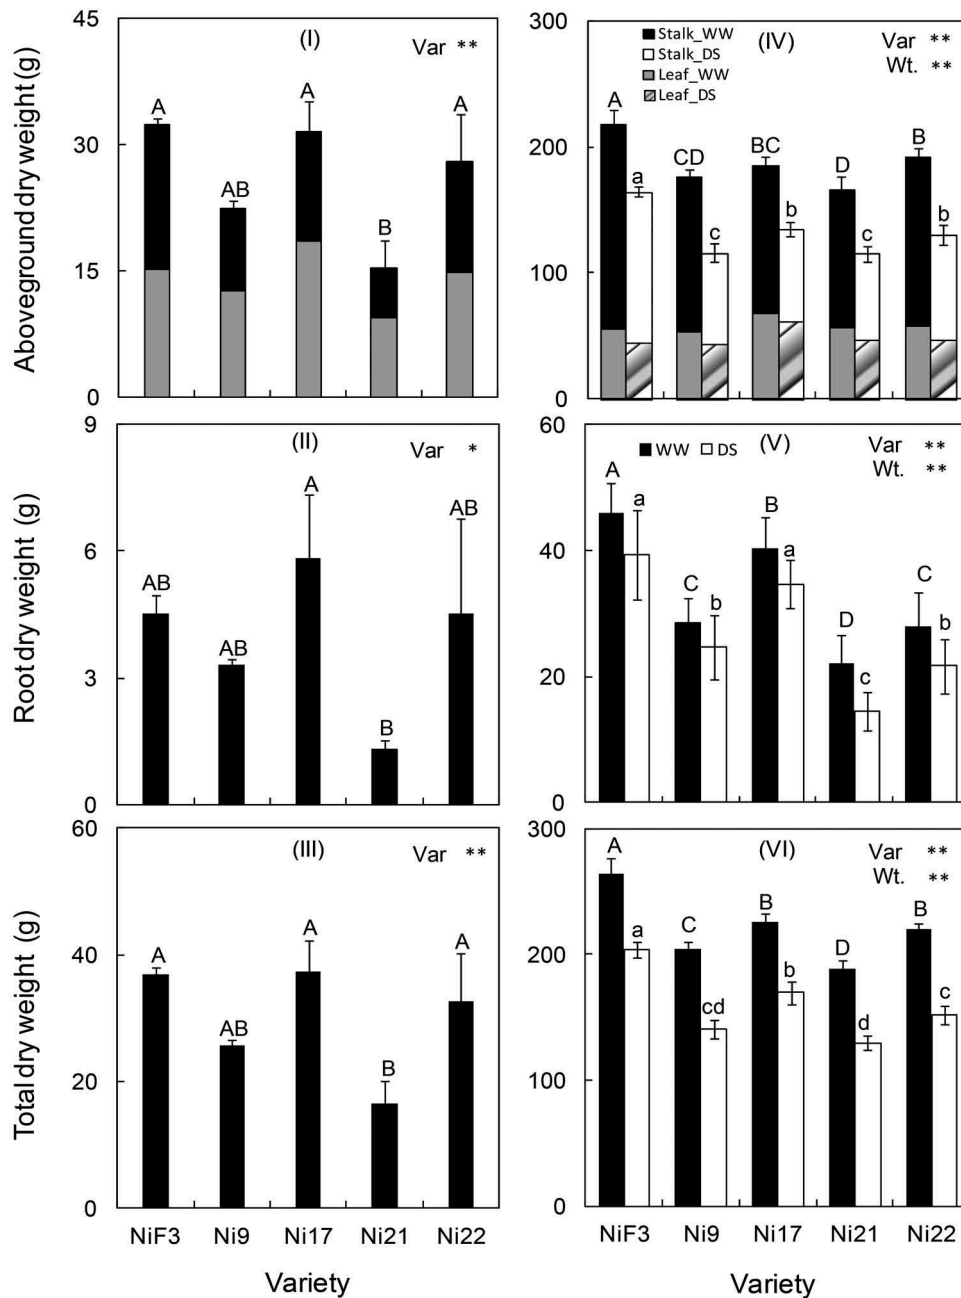 Aboveground dry weight (g)
45
30
15
0
(I)
Var **
A
AB
A
B
A
300
200
100
0
Stalk_WW
Stalk_DS
Leaf_WW
Leaf_DS
(IV)
Var **
Wt. **
A
a
CD
c
BC
b
D
c
B
b
Root dry weight (g)
9
6
3
0
(II)
Var *
AB
AB
A
B
AB
60
40
20
0
WW DS
(V)
Var **
Wt. **
A
a
C
b
B
a
D
c
C
b
Total dry weight (g)
60
40
20
0
(III)
Var **
A
AB
A
B
A
NiF3 Ni9 Ni17 Ni21 Ni22
Variety
300
200
100
0
(VI)
Var **
Wt. **
A
a
C
cd
B
b
D
d
B
c
NiF3 Ni9 Ni17 Ni21 Ni22
Variety